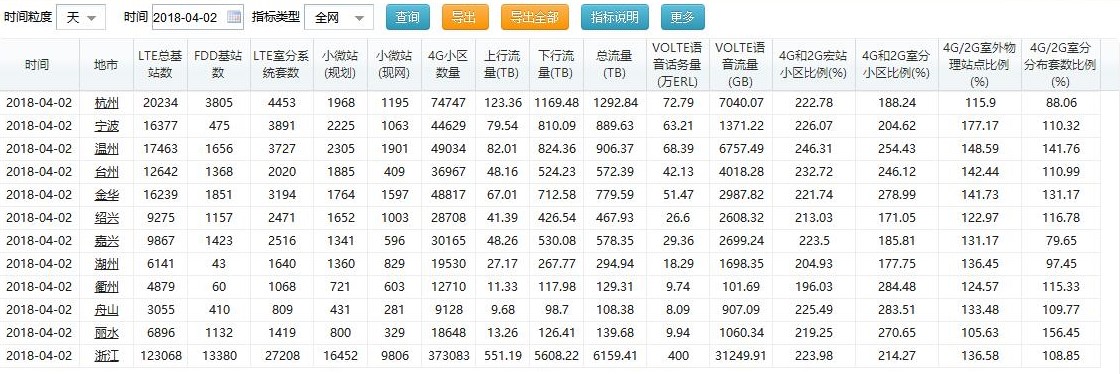 时间粒度 天 时间 2018-04-02 指标类型 全网 查询 导出 导出全部 指标说明 更多
时间 地市 LTE总基站数 FDD基站数 LTE室分系统套数 小微站(规划) 小微站(现网) 4G小区数量 上行流量(TB) 下行流量(TB) 总流量(TB) VOLTE语音话务量(万ERL) VOLTE语音流量(GB) 4G和2G宏站小区比例(%) 4G和2G室分小区比例(%) 4G/2G室外物理站点比例(%) 4G/2G室分分布套数比例(%)
2018-04-02 杭州 20234 3805 4453 1968 1195 74747 123.36 1169.48 1292.84 72.79 7040.07 222.78 188.24 115.9 88.06
2018-04-02 宁波 16377 475 3891 2225 1063 44629 79.54 810.09 889.63 63.21 1371.22 226.07 204.62 177.17 110.32
2018-04-02 温州 17463 1656 3727 2305 1901 49034 82.01 824.36 906.37 68.39 6757.49 246.31 254.43 148.59 141.76
2018-04-02 台州 12642 1368 2020 1885 409 36967 48.16 524.23 572.39 42.13 4018.28 232.72 246.12 142.44 110.99
2018-04-02 金华 16239 1851 3194 1764 1597 48817 67.01 712.58 779.59 51.47 2987.82 221.74 278.99 141.73 131.17
2018-04-02 绍兴 9275 1157 2471 1652 1003 28708 41.39 426.54 467.93 26.6 2608.32 213.03 171.05 122.97 116.78
2018-04-02 嘉兴 9867 1423 2516 1341 596 30165 48.26 530.08 578.35 29.36 2699.24 223.5 185.81 131.17 79.65
2018-04-02 湖州 6141 43 1640 1360 829 19530 27.17 267.77 294.94 18.29 1698.35 204.93 177.75 136.45 97.45
2018-04-02 衢州 4879 60 1068 721 603 12710 11.33 117.98 129.31 9.74 101.69 196.03 284.48 124.57 115.33
2018-04-02 舟山 3055 410 809 431 281 9128 9.68 98.7 108.38 8.09 907.09 225.49 283.51 133.48 109.77
2018-04-02 丽水 6896 1132 1419 800 329 18648 13.26 126.41 139.68 9.94 1060.34 219.25 270.65 105.63 156.45
2018-04-02 浙江 123068 13380 27208 16452 9806 373083 551.19 5608.22 6159.41 400 31249.91 223.98 214.27 136.58 108.85